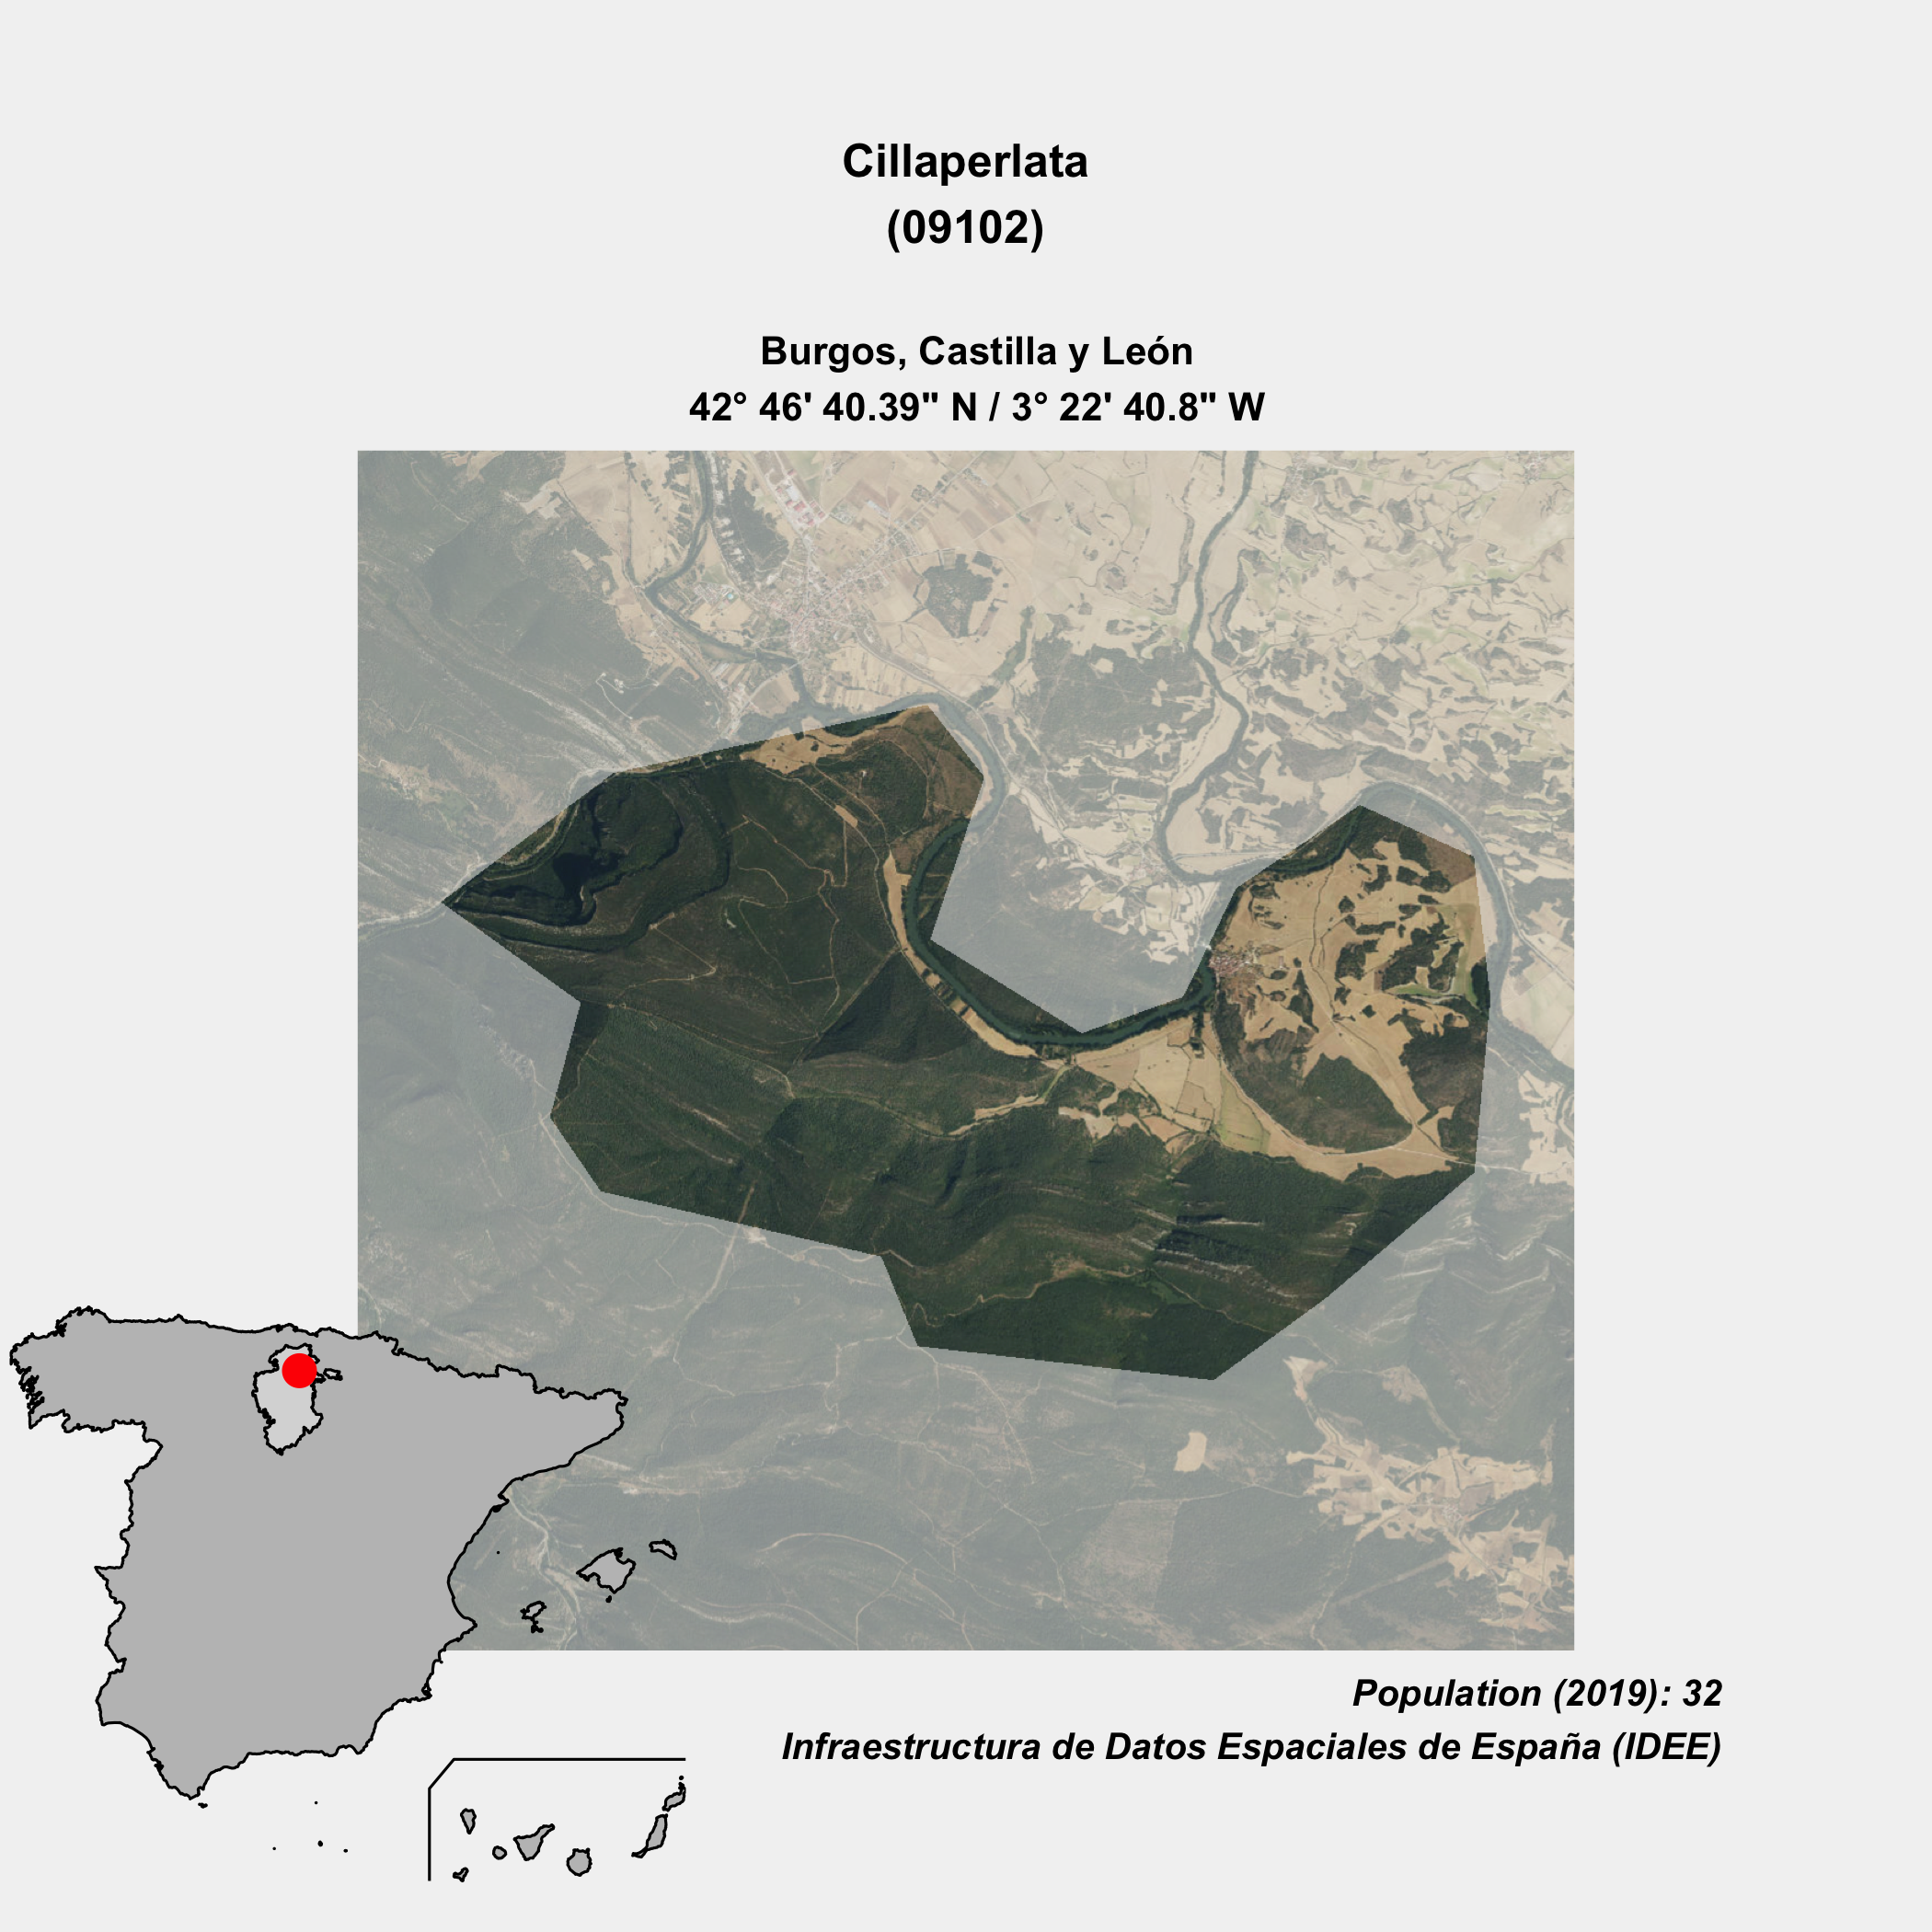 Cillaperlata
(09102)
Burgos, Castilla y León
42° 46' 40.39" N / 3° 22' 40.8" W
Population (2019): 32
Infraestructura de Datos Espaciales de España (IDEE)